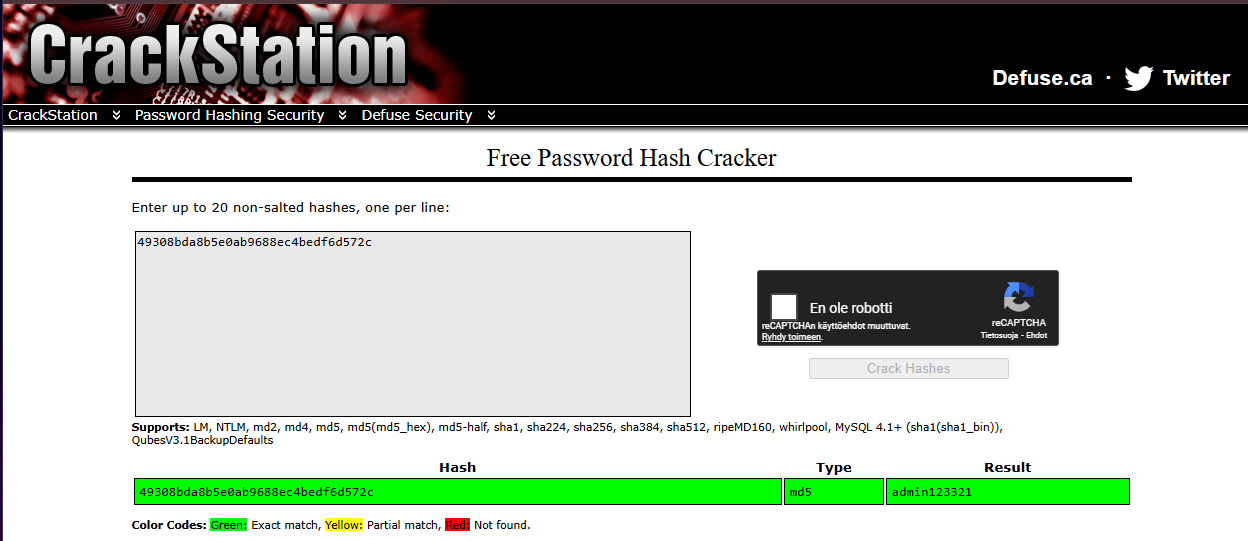 CrackStation
Defuse.ca · Twitter
CrackStation Password Hashing Security Defuse Security
Free Password Hash Cracker
Enter up to 20 non-salted hashes, one per line:
49308bda8b5e0ab9688ec4bedf6d572c
En ole robotti
reCAPTCHAn käyttöehdot muuttuvat.
Ryhdy toimeen.
reCAPTCHA
Tietosuoja - Ehdot
Crack Hashes
Supports: LM, NTLM, md2, md4, md5, md5(md5_hex), md5-half, sha1, sha224, sha256, sha384, sha512, ripeMD160, whirlpool, MySQL 4.1+ (sha1(sha1_bin)),
QubesV3.1BackupDefaults
Hash Type Result
49308bda8b5e0ab9688ec4bedf6d572c md5 admin123321
Color Codes: Green: Exact match, Yellow: Partial match, Red: Not found.